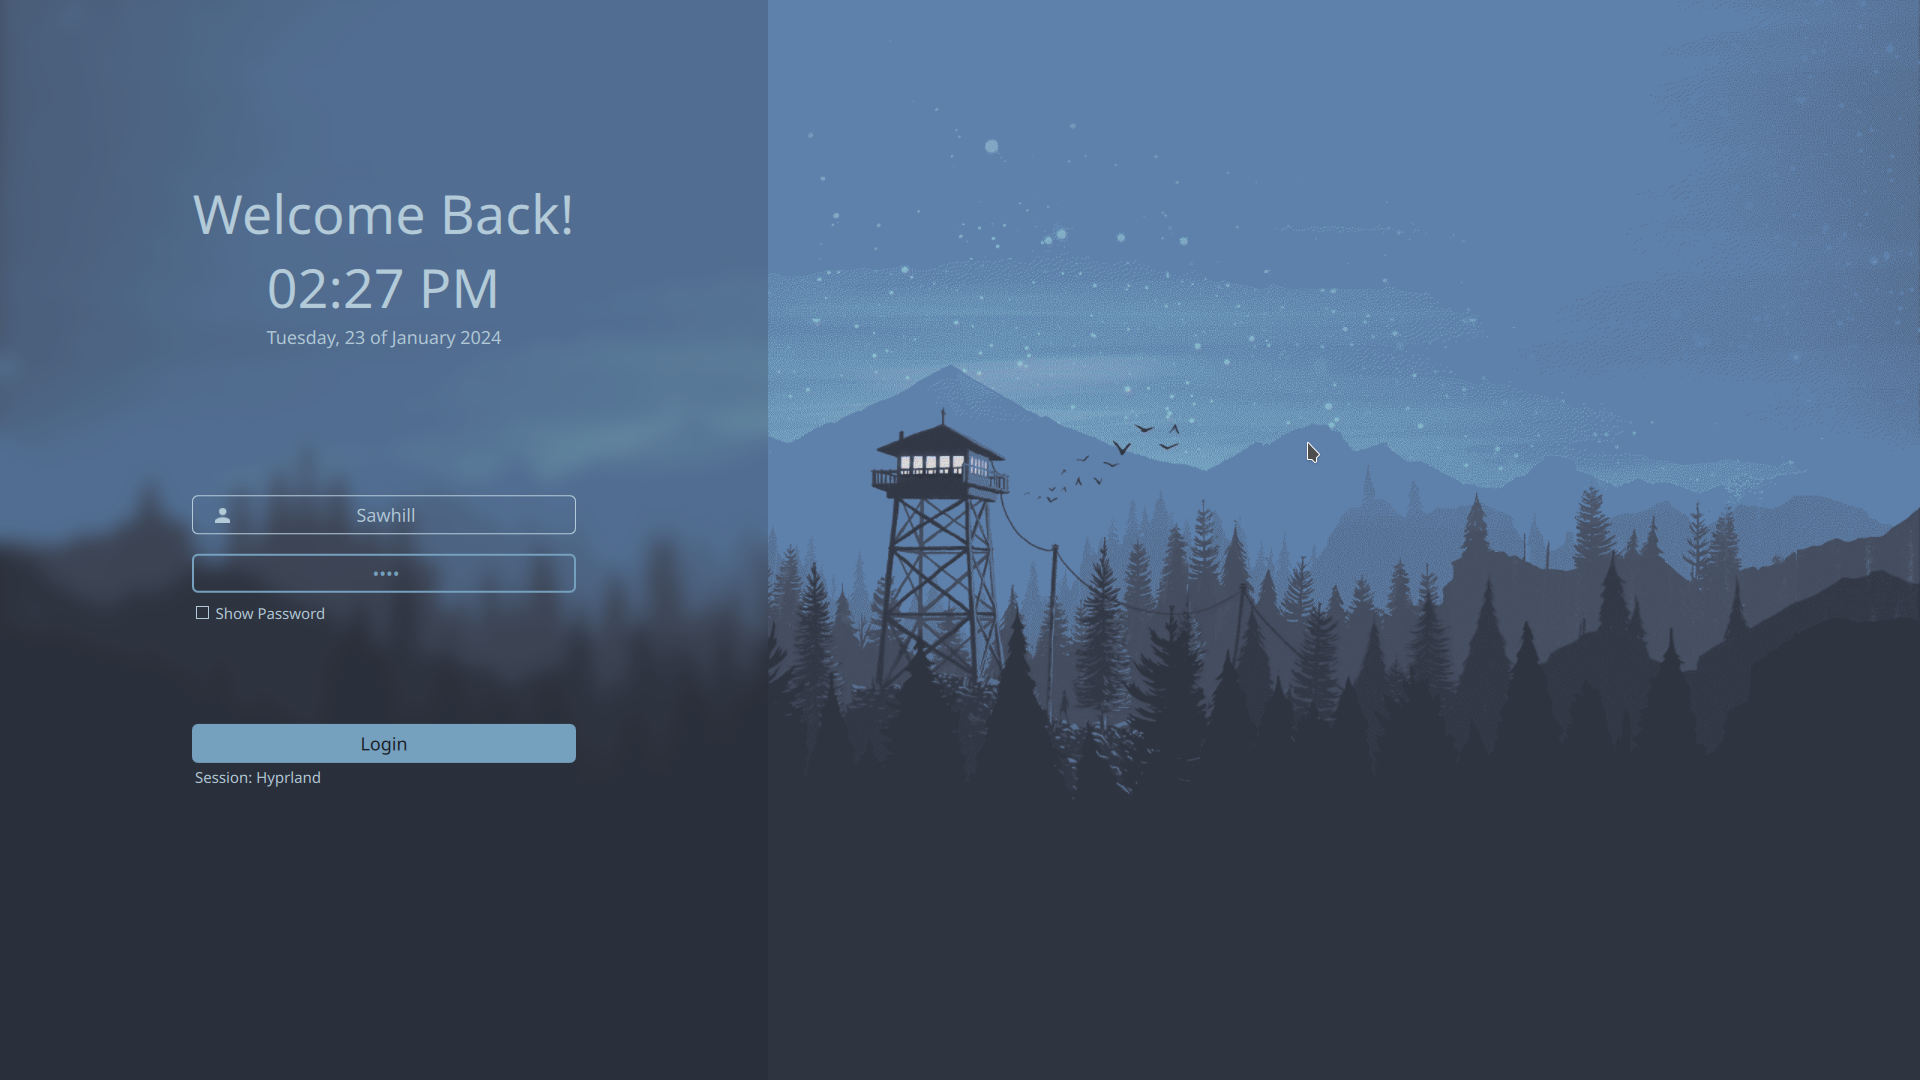 Welcome Back!
02:27 PM
Tuesday, 23 of January 2024
Sawhill
••••
Show Password
Login
Session: Hyprland